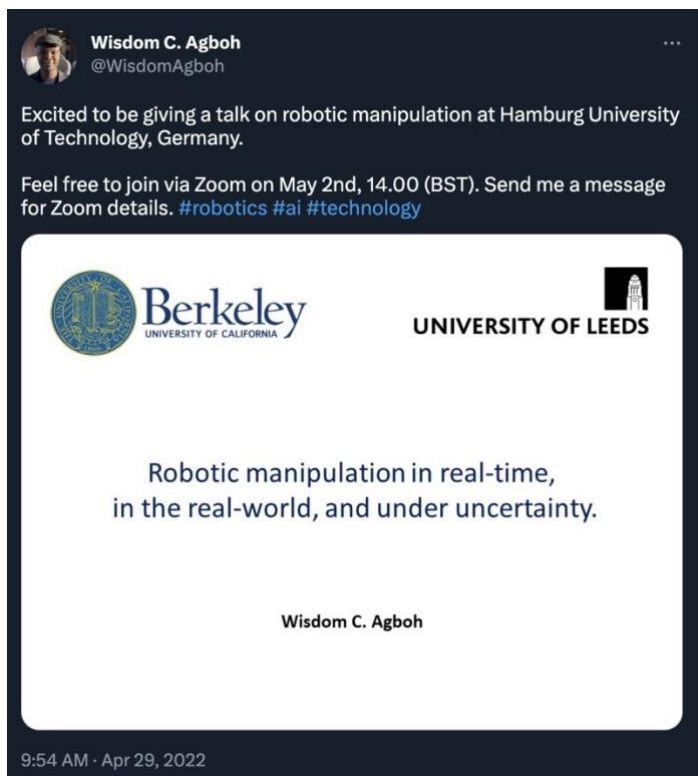 Wisdom C. Agboh
@WisdomAgboh
Excited to be giving a talk on robotic manipulation at Hamburg University
of Technology, Germany.
Feel free to join via Zoom on May 2nd, 14.00 (BST). Send me a message
for Zoom details. #robotics #ai #technology
Berkeley
UNIVERSITY OF CALIFORNIA
UNIVERSITY OF LEEDS
Robotic manipulation in real-time,
in the real-world, and under uncertainty.
Wisdom C. Agboh
9:54 AM · Apr 29, 2022